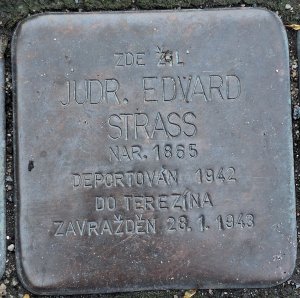 ZDE ŽIL
JUDR. EDVARD
STRASS
NAR. 1865
DEPORTOVÁN 1942
DO TEREZÍNA
ZAVRAŽDĚN 28.1.1943